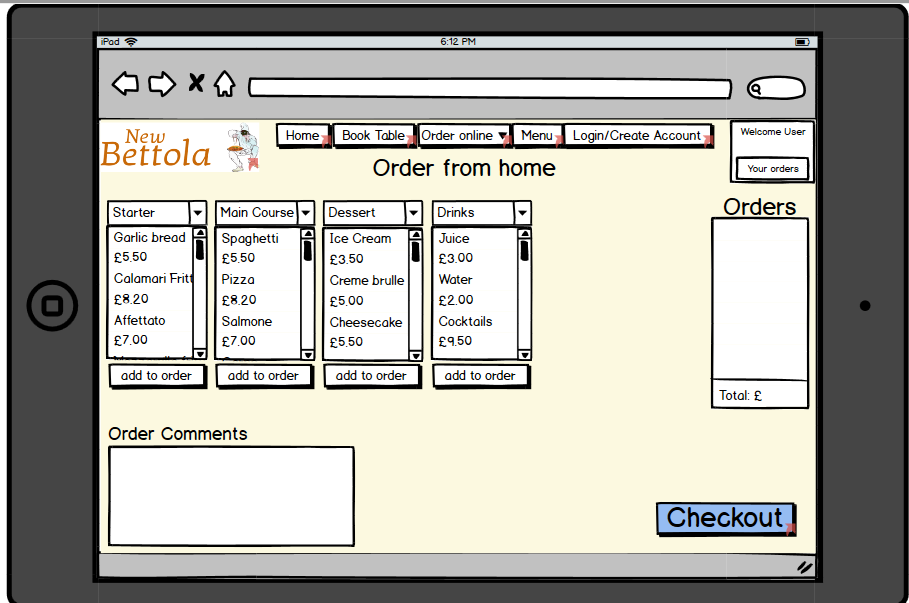 iPad
6:12 PM
New
Bettola
Home
Book Table
Order online
Menu
Login/Create Account
Welcome User
Your orders
Order from home
Starter
Garlic bread
£5.50
Calamari Fritt
£8.20
Affettato
£7.00
add to order
Main Course
Spaghetti
£5.50
Pizza
£8.20
Salmone
£7.00
add to order
Dessert
Ice Cream
£3.50
Creme brulle
£5.00
Cheesecake
£5.50
add to order
Drinks
Juice
£3.00
Water
£2.00
Cocktails
£9.50
add to order
Orders
Total: £
Order Comments
Checkout